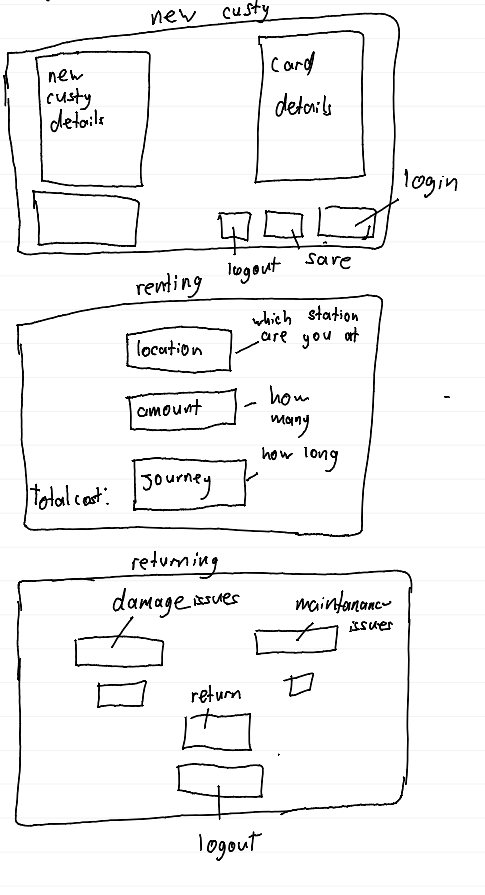 new custy
new
custy
details
card
details
login
logout
save
renting
location
which station
are you at
amount
how
many
Journey
how long
total cost:
returning
damage issues
maintanance
issues
return
logout